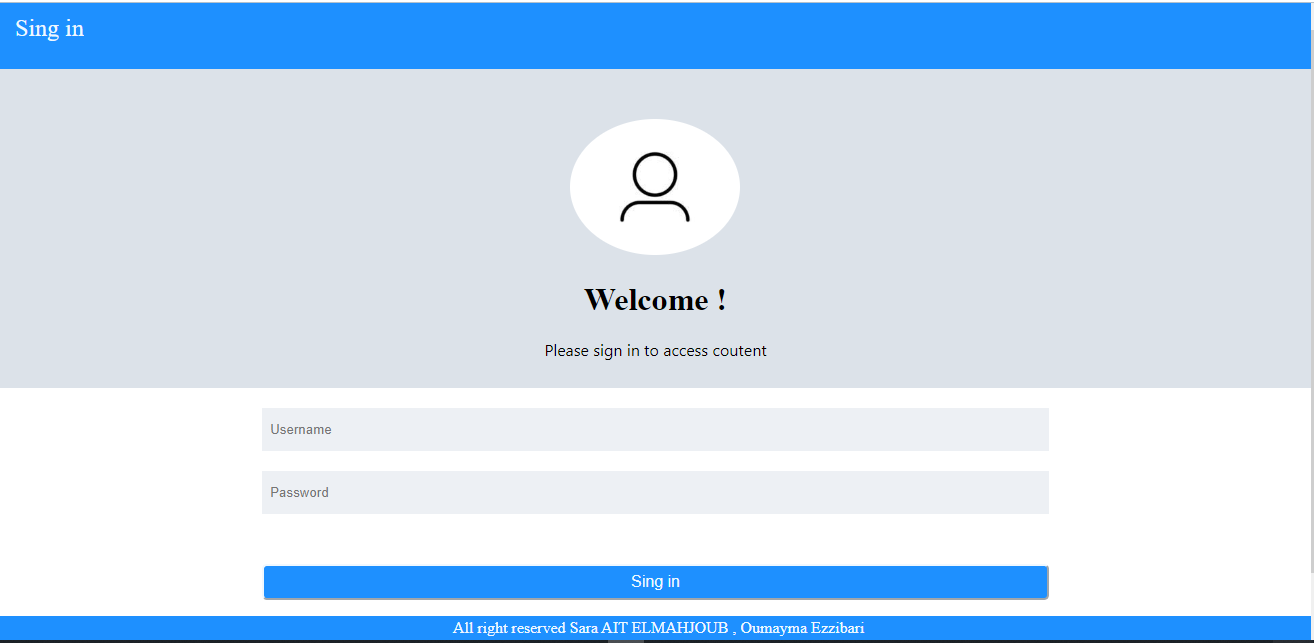 Sing in
Welcome !
Please sign in to access coutent
Username
Password
Sing in
All right reserved Sara AIT ELMAHJOUB , Oumayma Ezzibari